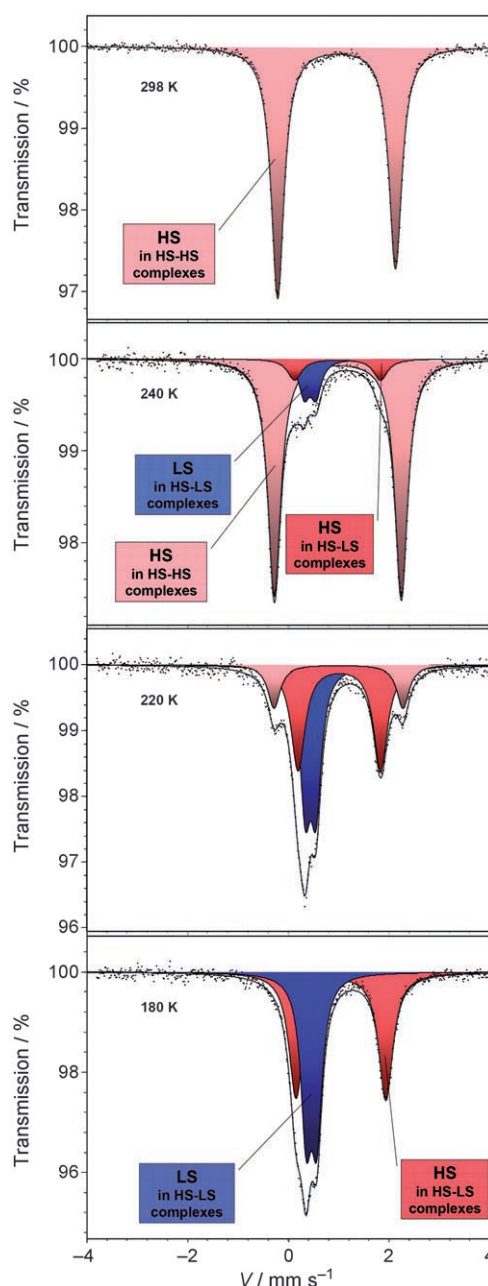 100
99
98
97
Transmission / %
298 K
HS
in HS-HS
complexes
100
99
98
Transmission / %
240 K
LS
in HS-LS
complexes
HS
in HS-HS
complexes
HS
in HS-LS
complexes
100
99
98
97
96
Transmission / %
220 K
100
98
96
Transmission / %
180 K
LS
in HS-LS
complexes
HS
in HS-LS
complexes
−4 −2 0 2 4
V / mm s⁻¹